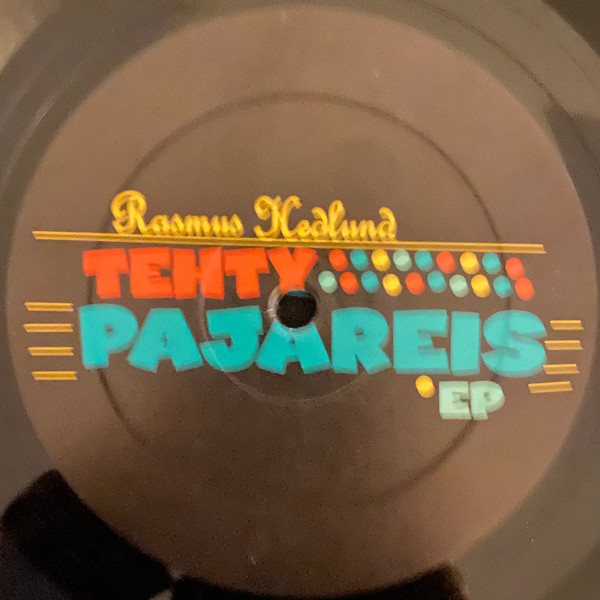 Rasmus Hedlund
TEHTY
PAJAREIS
EP